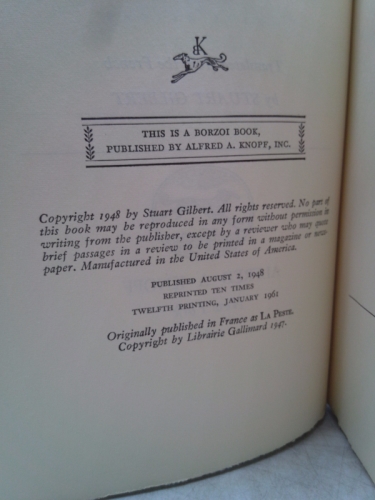 K
THIS IS A BORZOI BOOK,
PUBLISHED BY ALFRED A. KNOPF, INC.
Copyright 1948 by Stuart Gilbert. All rights reserved. No part of
this book may be reproduced in any form without permission in
writing from the publisher, except by a reviewer who may quote
brief passages in a review to be printed in a magazine or news-
paper. Manufactured in the United States of America.
PUBLISHED AUGUST 2, 1948
REPRINTED TEN TIMES
TWELFTH PRINTING, JANUARY 1961
Originally published in France as LA PESTE.
Copyright by Librairie Gallimard 1947.